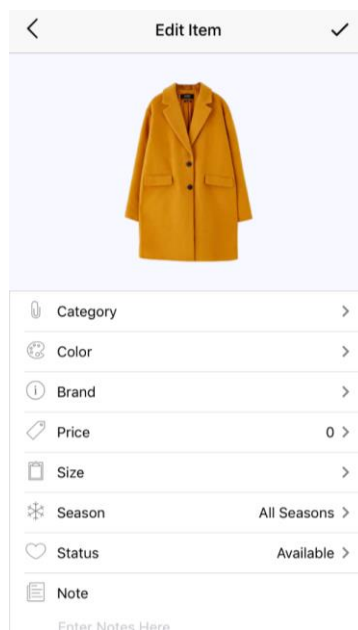 Edit Item
Category
Color
Brand
Price 0
Size
Season All Seasons
Status Available
Note
Enter Notes Here